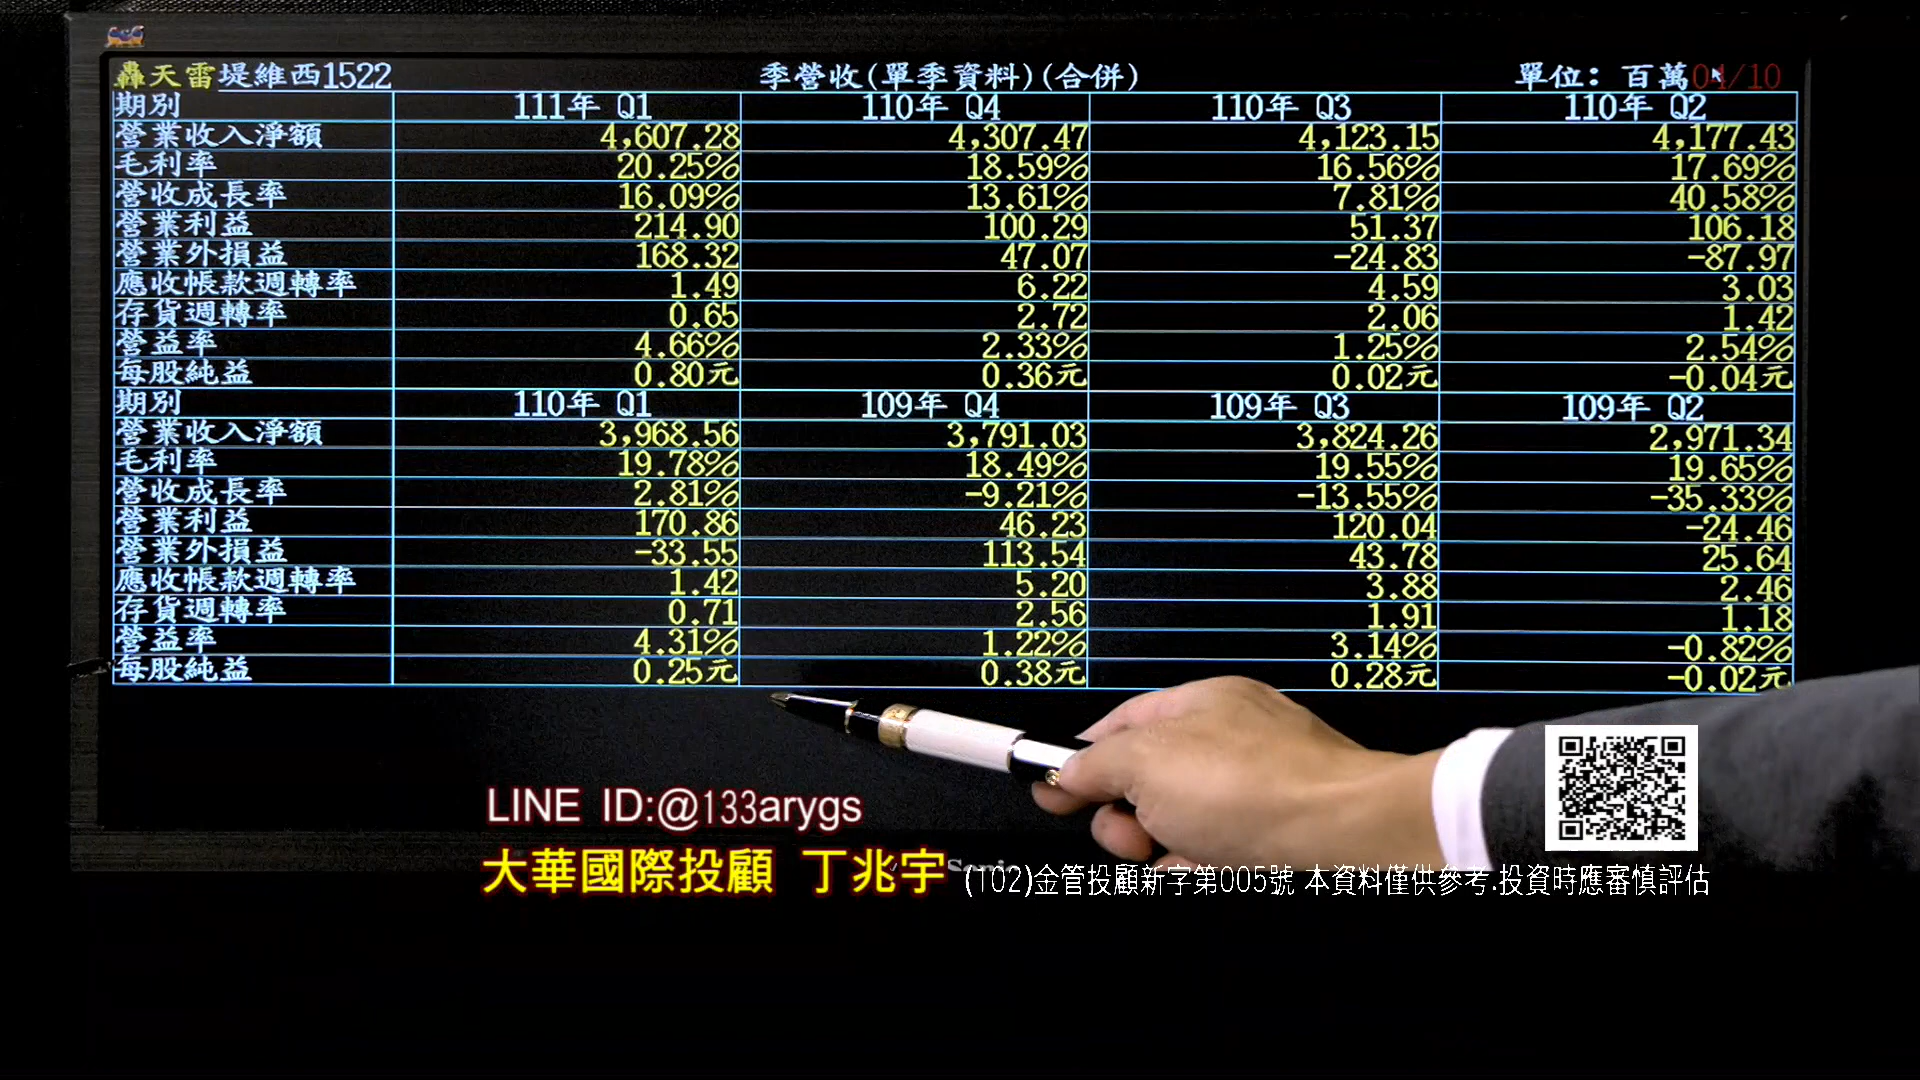 轟天雷堤維西1522 季營收(單季資料)(合併) 單位: 百萬 04/10
期別 111年 Q1 110年 Q4 110年 Q3 110年 Q2
營業收入淨額 4,607.28 4,307.47 4,123.15 4,177.43
毛利率 20.25% 18.59% 16.56% 17.69%
營收成長率 16.09% 13.61% 7.81% 40.58%
營業利益 214.90 100.29 51.37 106.18
營業外損益 168.32 47.07 -24.83 -87.97
應收帳款週轉率 1.49 6.22 4.59 3.03
存貨週轉率 0.65 2.72 2.06 1.42
營益率 4.66% 2.33% 1.25% 2.54%
每股純益 0.80元 0.36元 0.02元 -0.04元
期別 110年 Q1 109年 Q4 109年 Q3 109年 Q2
營業收入淨額 3,968.56 3,791.03 3,824.26 2,971.34
毛利率 19.78% 18.49% 19.55% 19.65%
營收成長率 2.81% -9.21% -13.55% -35.33%
營業利益 170.86 46.23 120.04 -24.46
營業外損益 -33.55 113.54 43.78 25.64
應收帳款週轉率 1.42 5.20 3.88 2.46
存貨週轉率 0.71 2.56 1.91 1.18
營益率 4.31% 1.22% 3.14% -0.82%
每股純益 0.25元 0.38元 0.28元 -0.02元
LINE ID:@133arygs
大華國際投顧 丁兆宇 (102)金管投顧新字第005號 本資料僅供參考.投資時應審慎評估